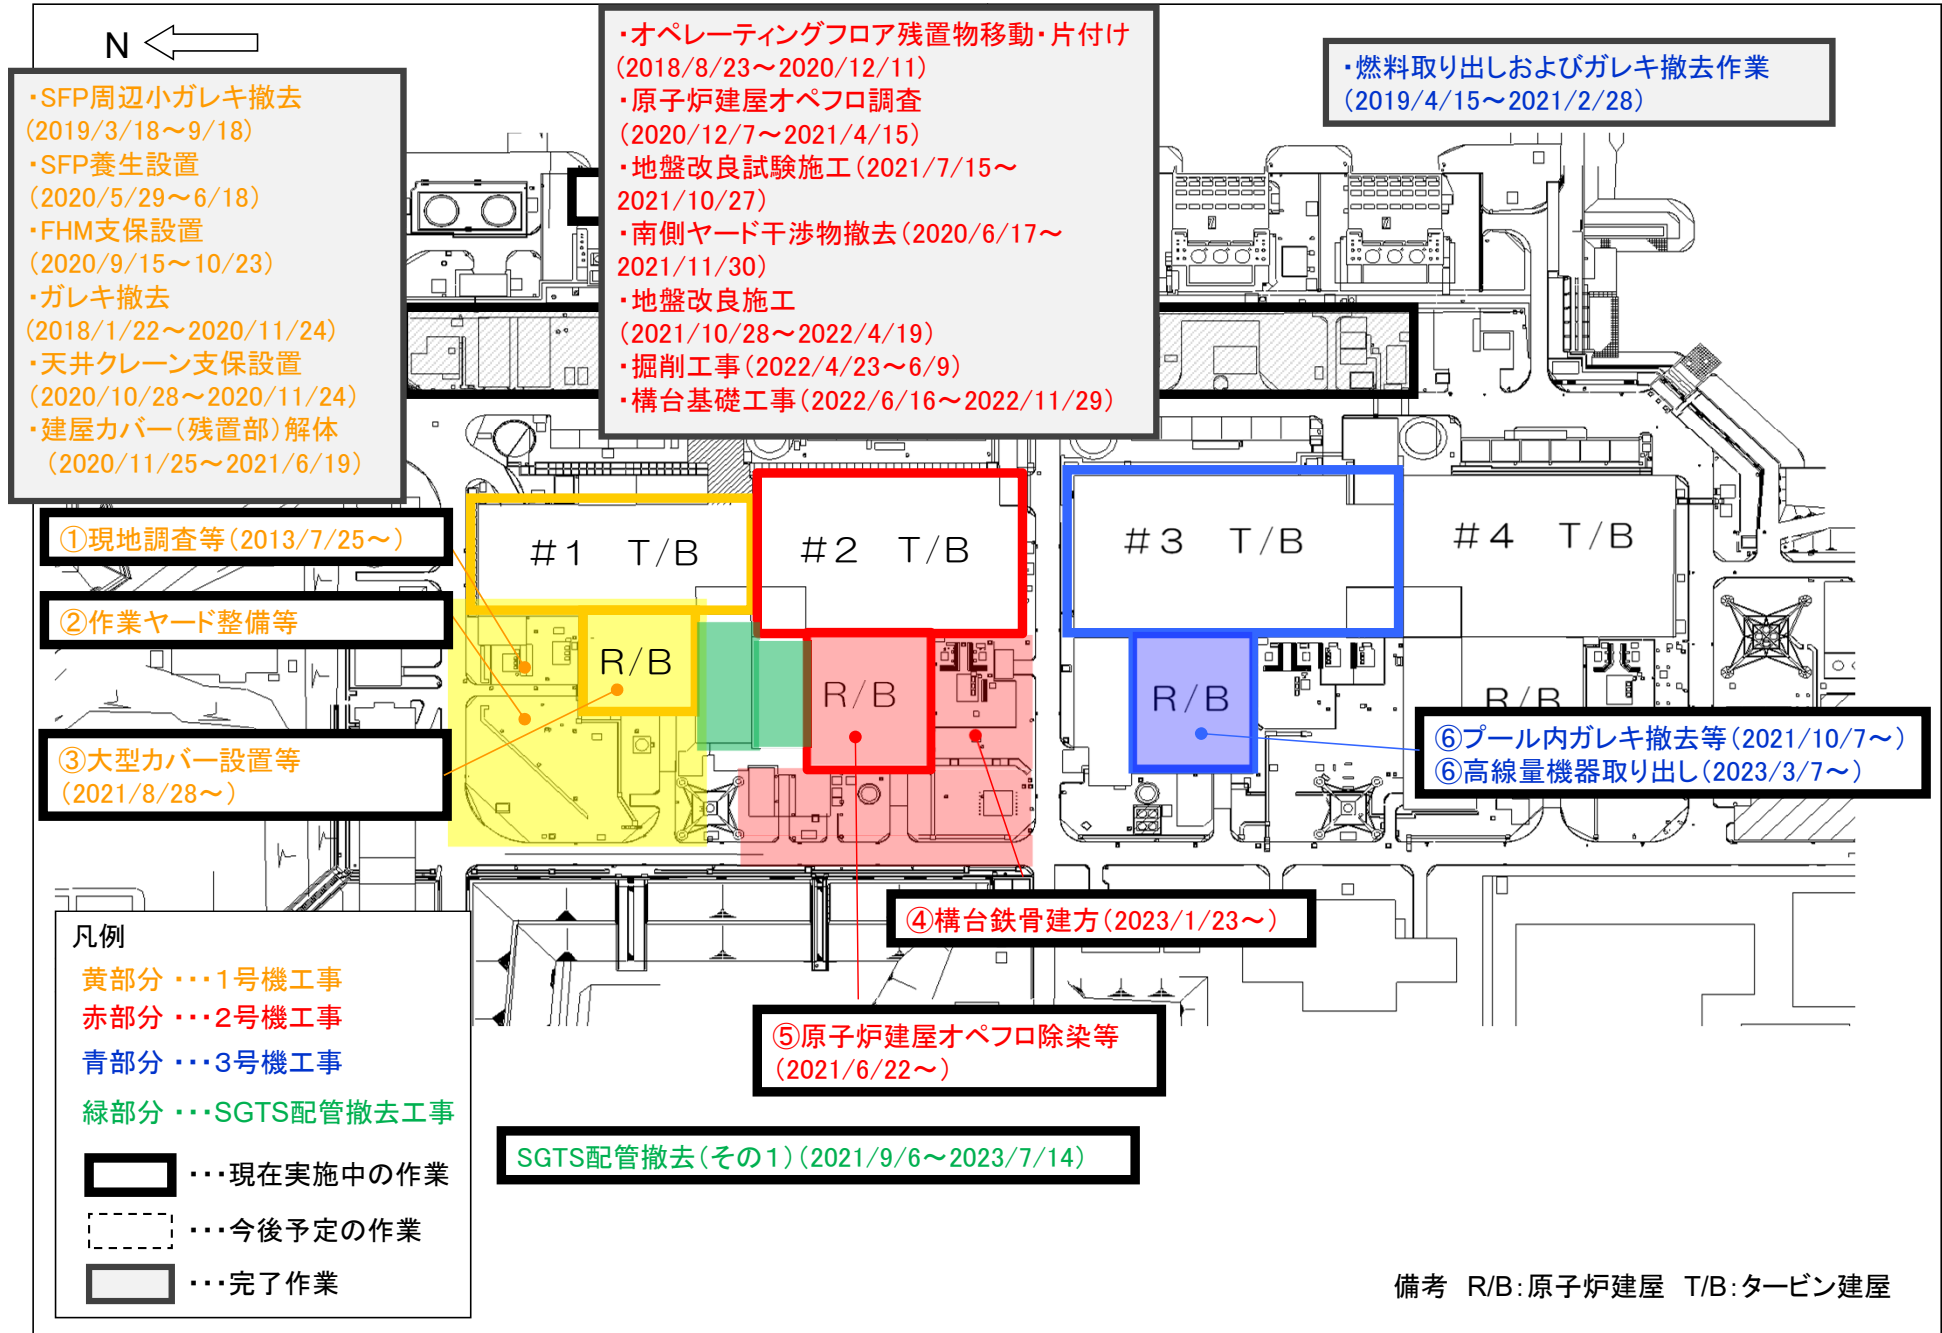 N
・SFP周辺小ガレキ撤去
(2019/3/18～9/18)
・SFP養生設置
(2020/5/29～6/18)
・FHM支保設置
(2020/9/15～10/23)
・ガレキ撤去
(2018/1/22～2020/11/24)
・天井クレーン支保設置
(2020/10/28～2020/11/24)
・建屋カバー(残置部)解体
(2020/11/25～2021/6/19)
・オペレーティングフロア残置物移動・片付け
(2018/8/23～2020/12/11)
・原子炉建屋オペフロ調査
(2020/12/7～2021/4/15)
・地盤改良試験施工(2021/7/15～
2021/10/27)
・南側ヤード干渉物撤去(2020/6/17～
2021/11/30)
・地盤改良施工
(2021/10/28～2022/4/19)
・掘削工事(2022/4/23～6/9)
・構台基礎工事(2022/6/16～2022/11/29)
・燃料取り出しおよびガレキ撤去作業
(2019/4/15～2021/2/28)
①現地調査等(2013/7/25～)
②作業ヤード整備等
③大型カバー設置等
(2021/8/28～)
#1 T/B
#2 T/B
#3 T/B
#4 T/B
R/B
R/B
R/B
R/B
⑥プール内ガレキ撤去等(2021/10/7～)
⑥高線量機器取り出し(2023/3/7～)
④構台鉄骨建方(2023/1/23～)
⑤原子炉建屋オペフロ除染等
(2021/6/22～)
SGTS配管撤去(その1)(2021/9/6～2023/7/14)
凡例
黄部分 ・・・1号機工事
赤部分 ・・・2号機工事
青部分 ・・・3号機工事
緑部分 ・・・SGTS配管撤去工事
・・・現在実施中の作業
・・・今後予定の作業
・・・完了作業
備考 R/B:原子炉建屋 T/B:タービン建屋